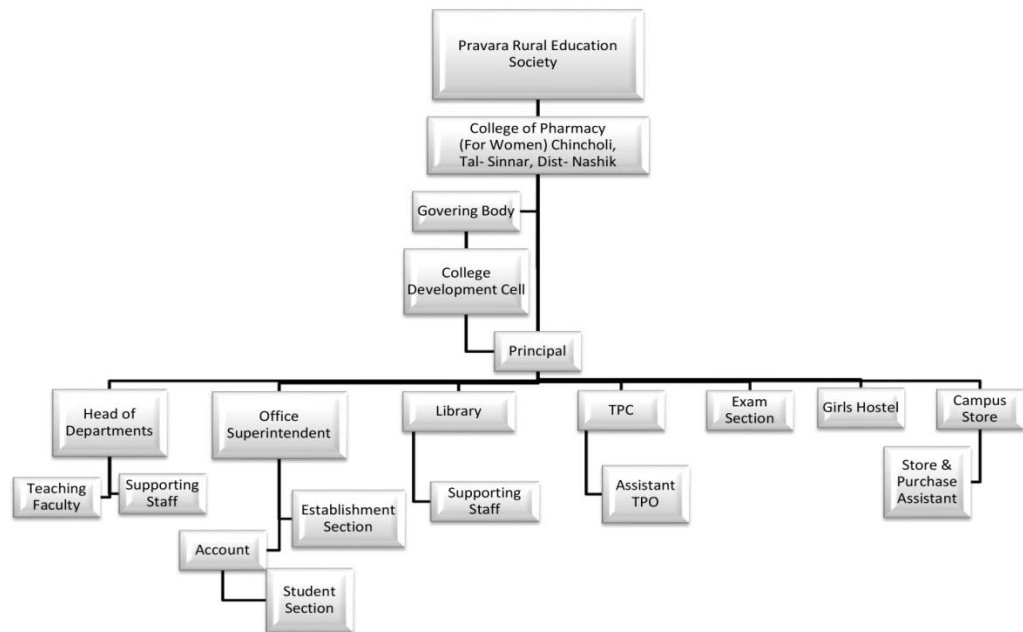 Pravara Rural Education
Society
College of Pharmacy
(For Women) Chincholi,
Tal- Sinnar, Dist- Nashik
Govering Body
College
Development Cell
Principal
Head of
Departments
Office
Superintendent
Library
TPC
Exam
Section
Girls Hostel
Campus
Store
Teaching
Faculty
Supporting
Staff
Establishment
Section
Account
Student
Section
Supporting
Staff
Assistant
TPO
Store &
Purchase
Assistant